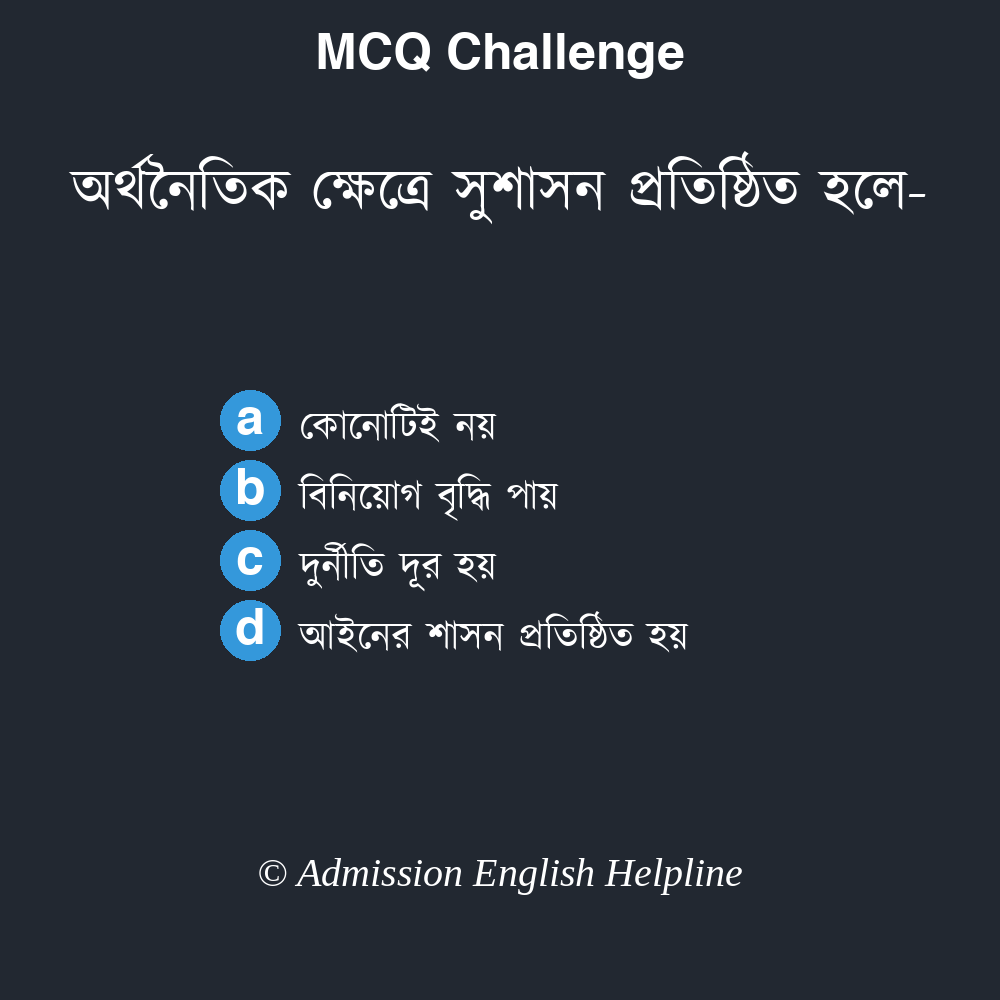 MCQ Challenge
অর্থনৈতিক ক্ষেত্রে সুশাসন প্রতিষ্ঠিত হলে-
a কোনোটিই নয়
b বিনিয়োগ বৃদ্ধি পায়
c দুর্নীতি দূর হয়
d আইনের শাসন প্রতিষ্ঠিত হয়
© Admission English Helpline